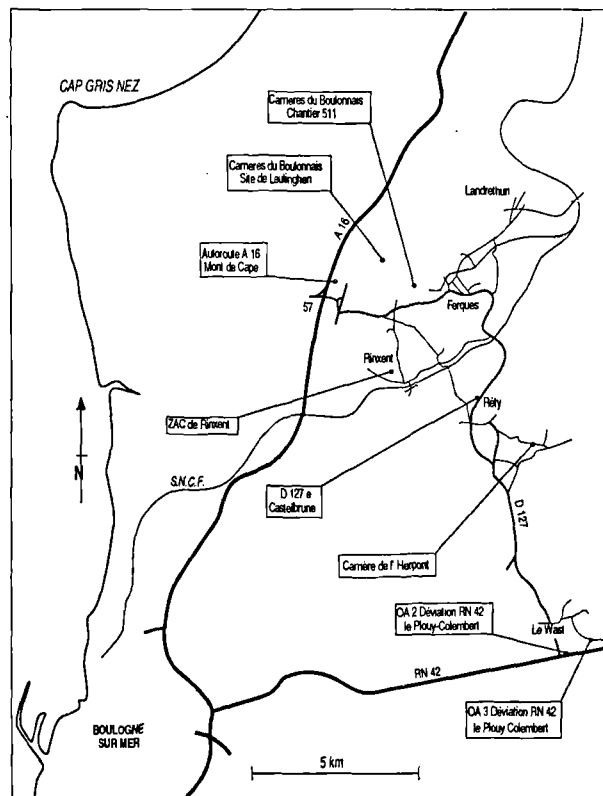 CAP GRIS NEZ
Carrieres du Boulonnais
Chantier 511
Carrieres du Boulonnais
Site de Leulinghen
Landrethun
A 16
Autoroute A 16
Mont de Cape
57
Ferques
Rinxent
Réty
ZAC de Rinxent
N
S.N.C.F.
D 127 e
Castelbrune
D 127
Carrière de l' Herpont
OA 2 Déviation RN 42
le Plouy-Colembert
Le Wast
RN 42
OA 3 Déviation RN 42
le Plouy Colembert
BOULOGNE
SUR MER
5 km